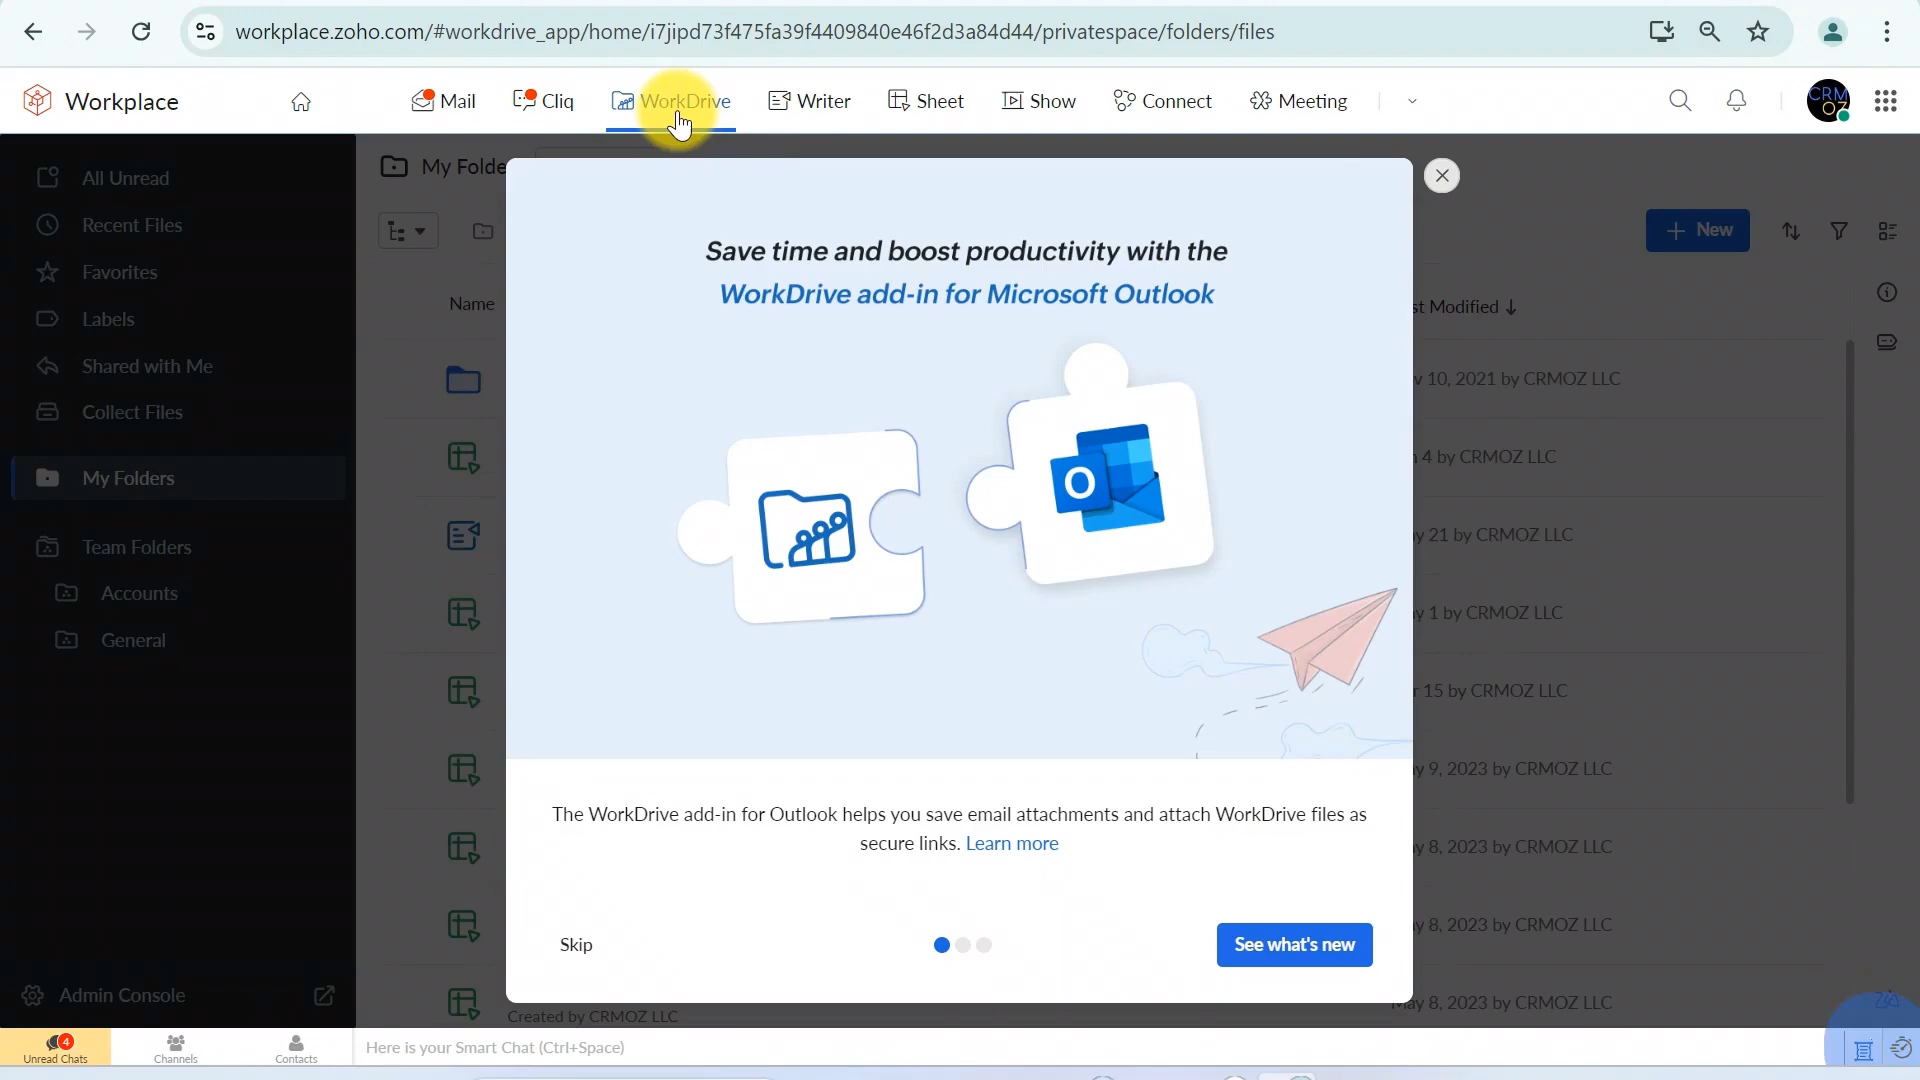 workplace.zoho.com/#workdrive_app/home/i7jipd73f475fa39f4409840e46f2d3a84d44/privatespace/folders/files
Workplace
Mail
Cliq
WorkDrive
Writer
Sheet
Show
Connect
Meeting
CRM
OZ
All Unread
Recent Files
Favorites
Labels
Shared with Me
Collect Files
My Folders
Team Folders
Accounts
General
Admin Console
My Folde
New
Name
st Modified
Save time and boost productivity with the
WorkDrive add-in for Microsoft Outlook
O
v 10, 2021 by CRMOZ LLC
4 by CRMOZ LLC
y 21 by CRMOZ LLC
y 1 by CRMOZ LLC
r 15 by CRMOZ LLC
y 9, 2023 by CRMOZ LLC
y 8, 2023 by CRMOZ LLC
y 8, 2023 by CRMOZ LLC
May 8, 2023 by CRMOZ LLC
The WorkDrive add-in for Outlook helps you save email attachments and attach WorkDrive files as
secure links. Learn more
Skip
See what's new
Created by CRMOZ LLC
4
Unread Chats
Channels
Contacts
Here is your Smart Chat (Ctrl+Space)